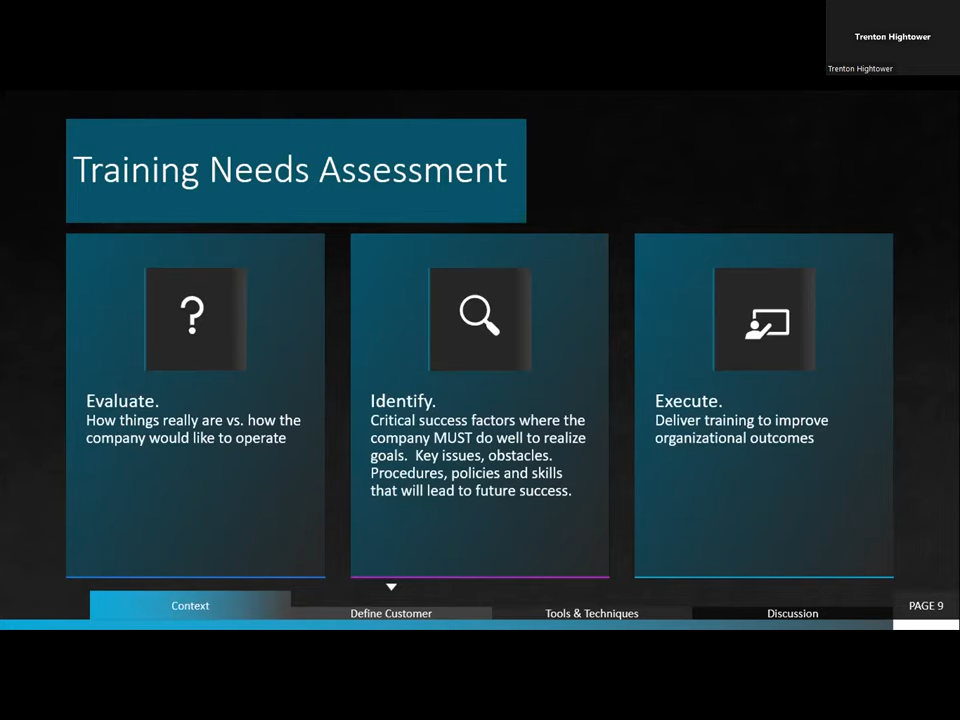 Trenton Hightower
Trenton Hightower
Training Needs Assessment
?
Evaluate.
How things really are vs. how the
company would like to operate
Identify.
Critical success factors where the
company MUST do well to realize
goals.  Key issues, obstacles.
Procedures, policies and skills
that will lead to future success.
Execute.
Deliver training to improve
organizational outcomes
Context
Define Customer
Tools & Techniques
Discussion
PAGE 9